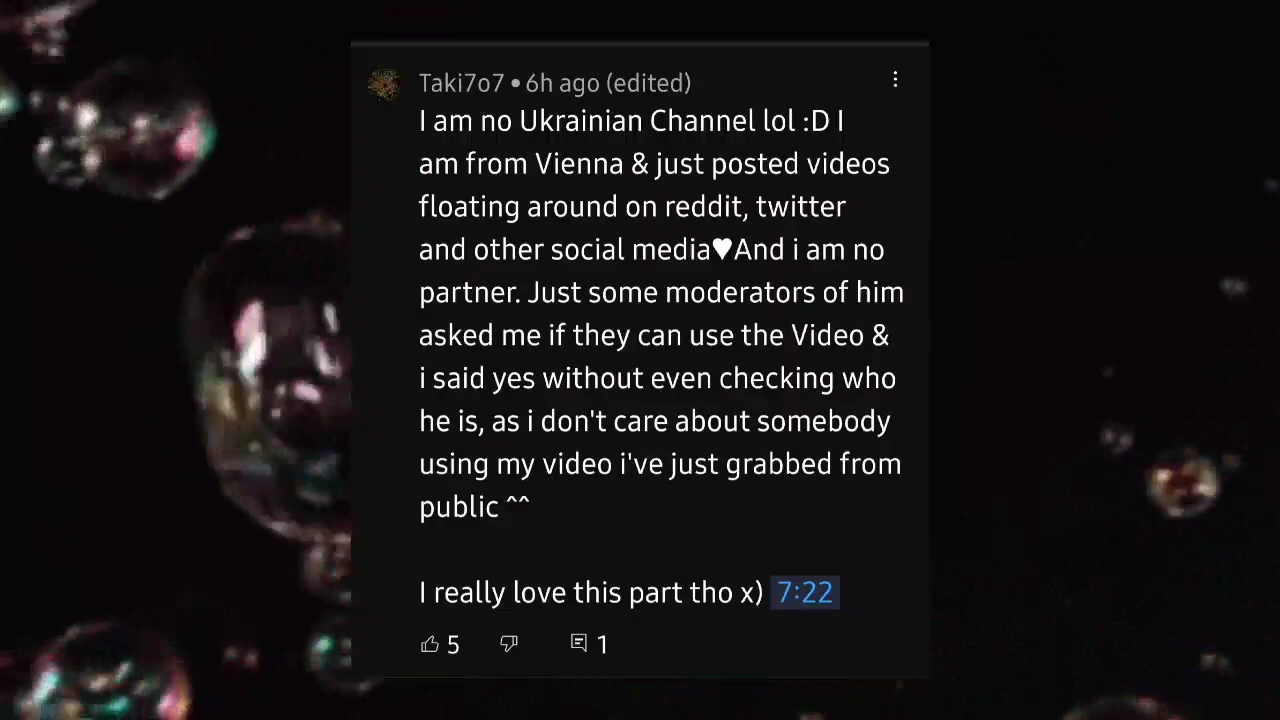 Taki7o7 • 6h ago (edited)
I am no Ukrainian Channel lol :D I
am from Vienna & just posted videos
floating around on reddit, twitter
and other social media♥And i am no
partner. Just some moderators of him
asked me if they can use the Video &
i said yes without even checking who
he is, as i don't care about somebody
using my video i've just grabbed from
public ^^
I really love this part tho x) 7:22
5 1